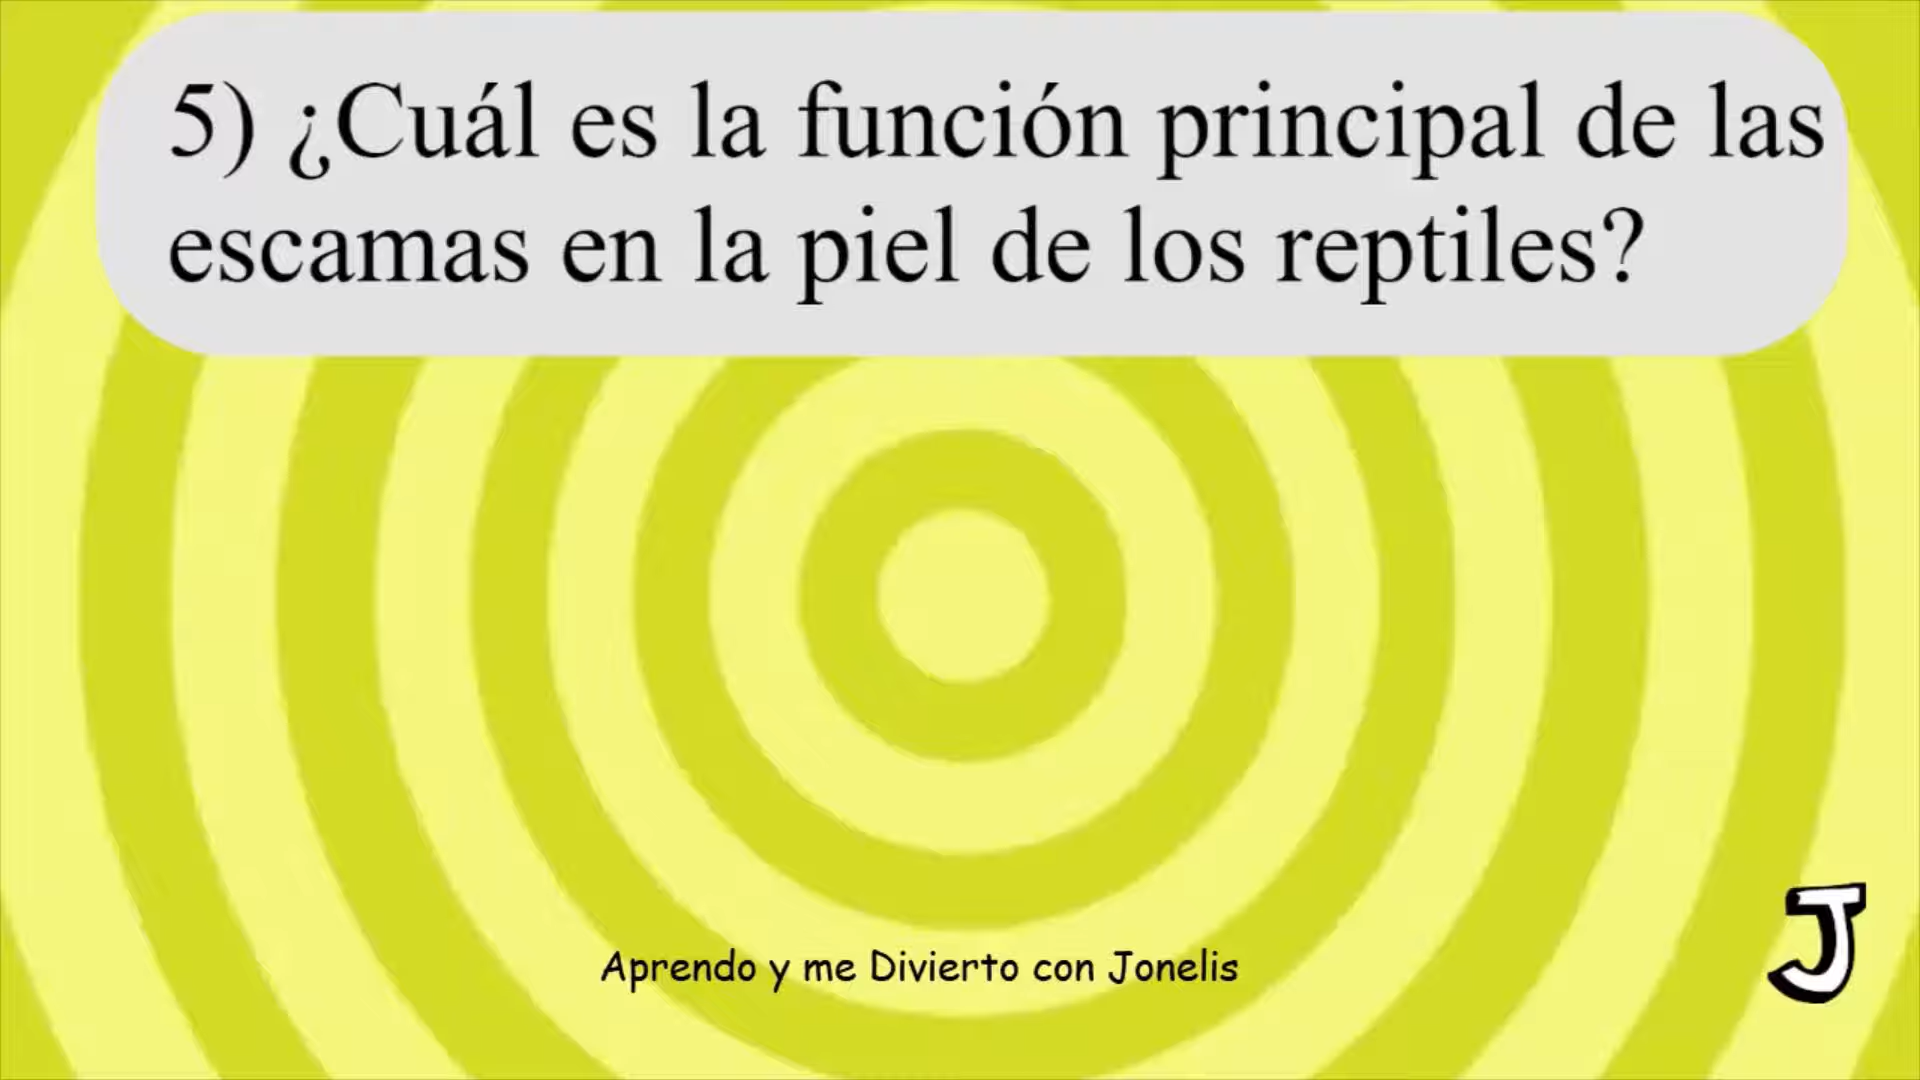 5) ¿Cuál es la función principal de las
escamas en la piel de los reptiles?
Aprendo y me Divierto con Jonelis
J